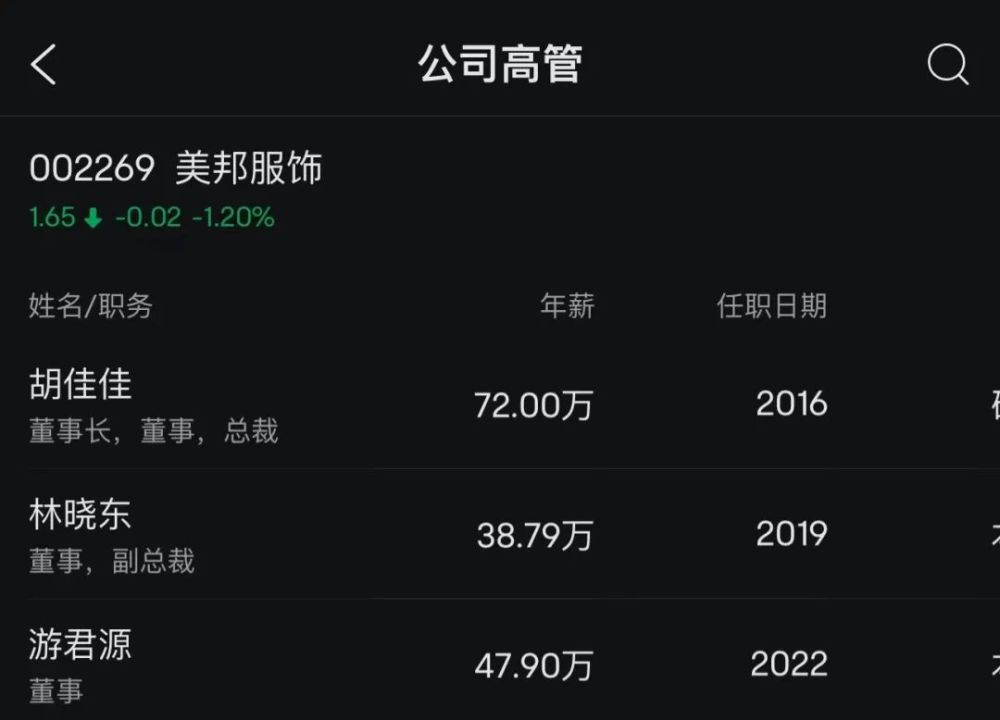 公司高管
002269 美邦服饰
1.65 ↓ -0.02 -1.20%
姓名/职务 年薪 任职日期
胡佳佳
董事长，董事，总裁 72.00万 2016
林晓东
董事，副总裁 38.79万 2019
游君源
董事 47.90万 2022